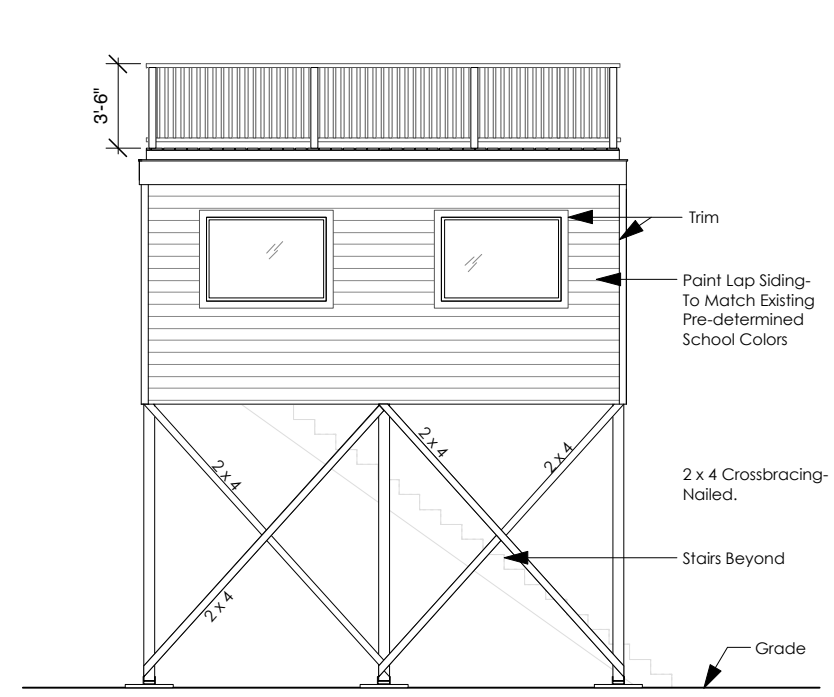 3'-6"
Trim
Paint Lap Siding-
To Match Existing
Pre-determined
School Colors
2 x 4
2 x 4
2 x 4
2 x 4 Crossbracing-
Nailed.
Stairs Beyond
2 x 4
Grade